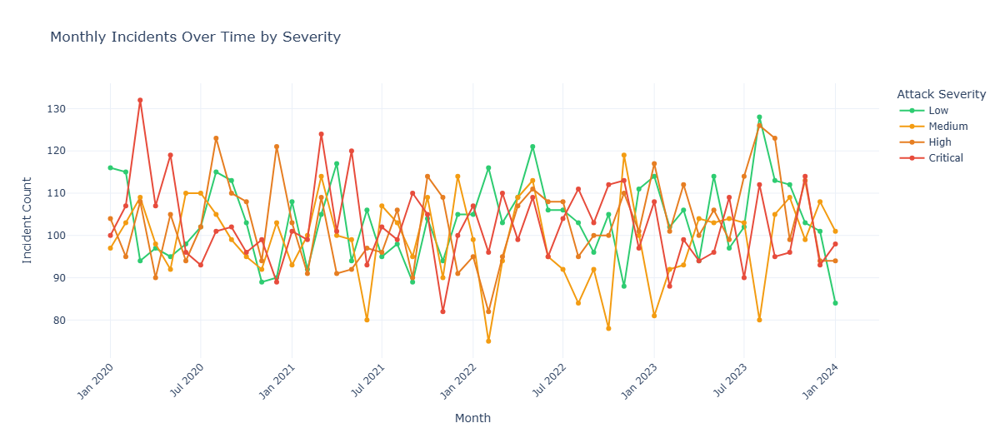 Monthly Incidents Over Time by Severity
Incident Count
130
120
110
100
90
80
Jan 2020
Jul 2020
Jan 2021
Jul 2021
Jan 2022
Jul 2022
Jan 2023
Jul 2023
Jan 2024
Month
Attack Severity
Low
Medium
High
Critical